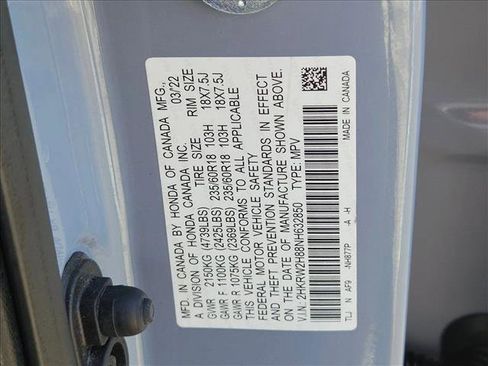 MFD. IN CANADA BY HONDA OF CANADA MFG.,
A DIVISION OF HONDA CANADA INC. 03/22
TIRE SIZE RIM SIZE
GVWR 2150KG (4739LBS)
GAWR F 1100KG (2425LBS) 235/60R18 103H 18X7.5J
GAWR R 1075KG (2369LBS) 235/60R18 103H 18X7.5J
THIS VEHICLE CONFORMS TO ALL APPLICABLE
FEDERAL MOTOR VEHICLE SAFETY
AND THEFT PREVENTION STANDARDS IN EFFECT
ON THE DATE OF MANUFACTURE SHOWN ABOVE.
V.I.N.: 2HKRW2H88NH632850 TYPE: MPV
TLJ N AF9 -NH877P -A -H MADE IN CANADA